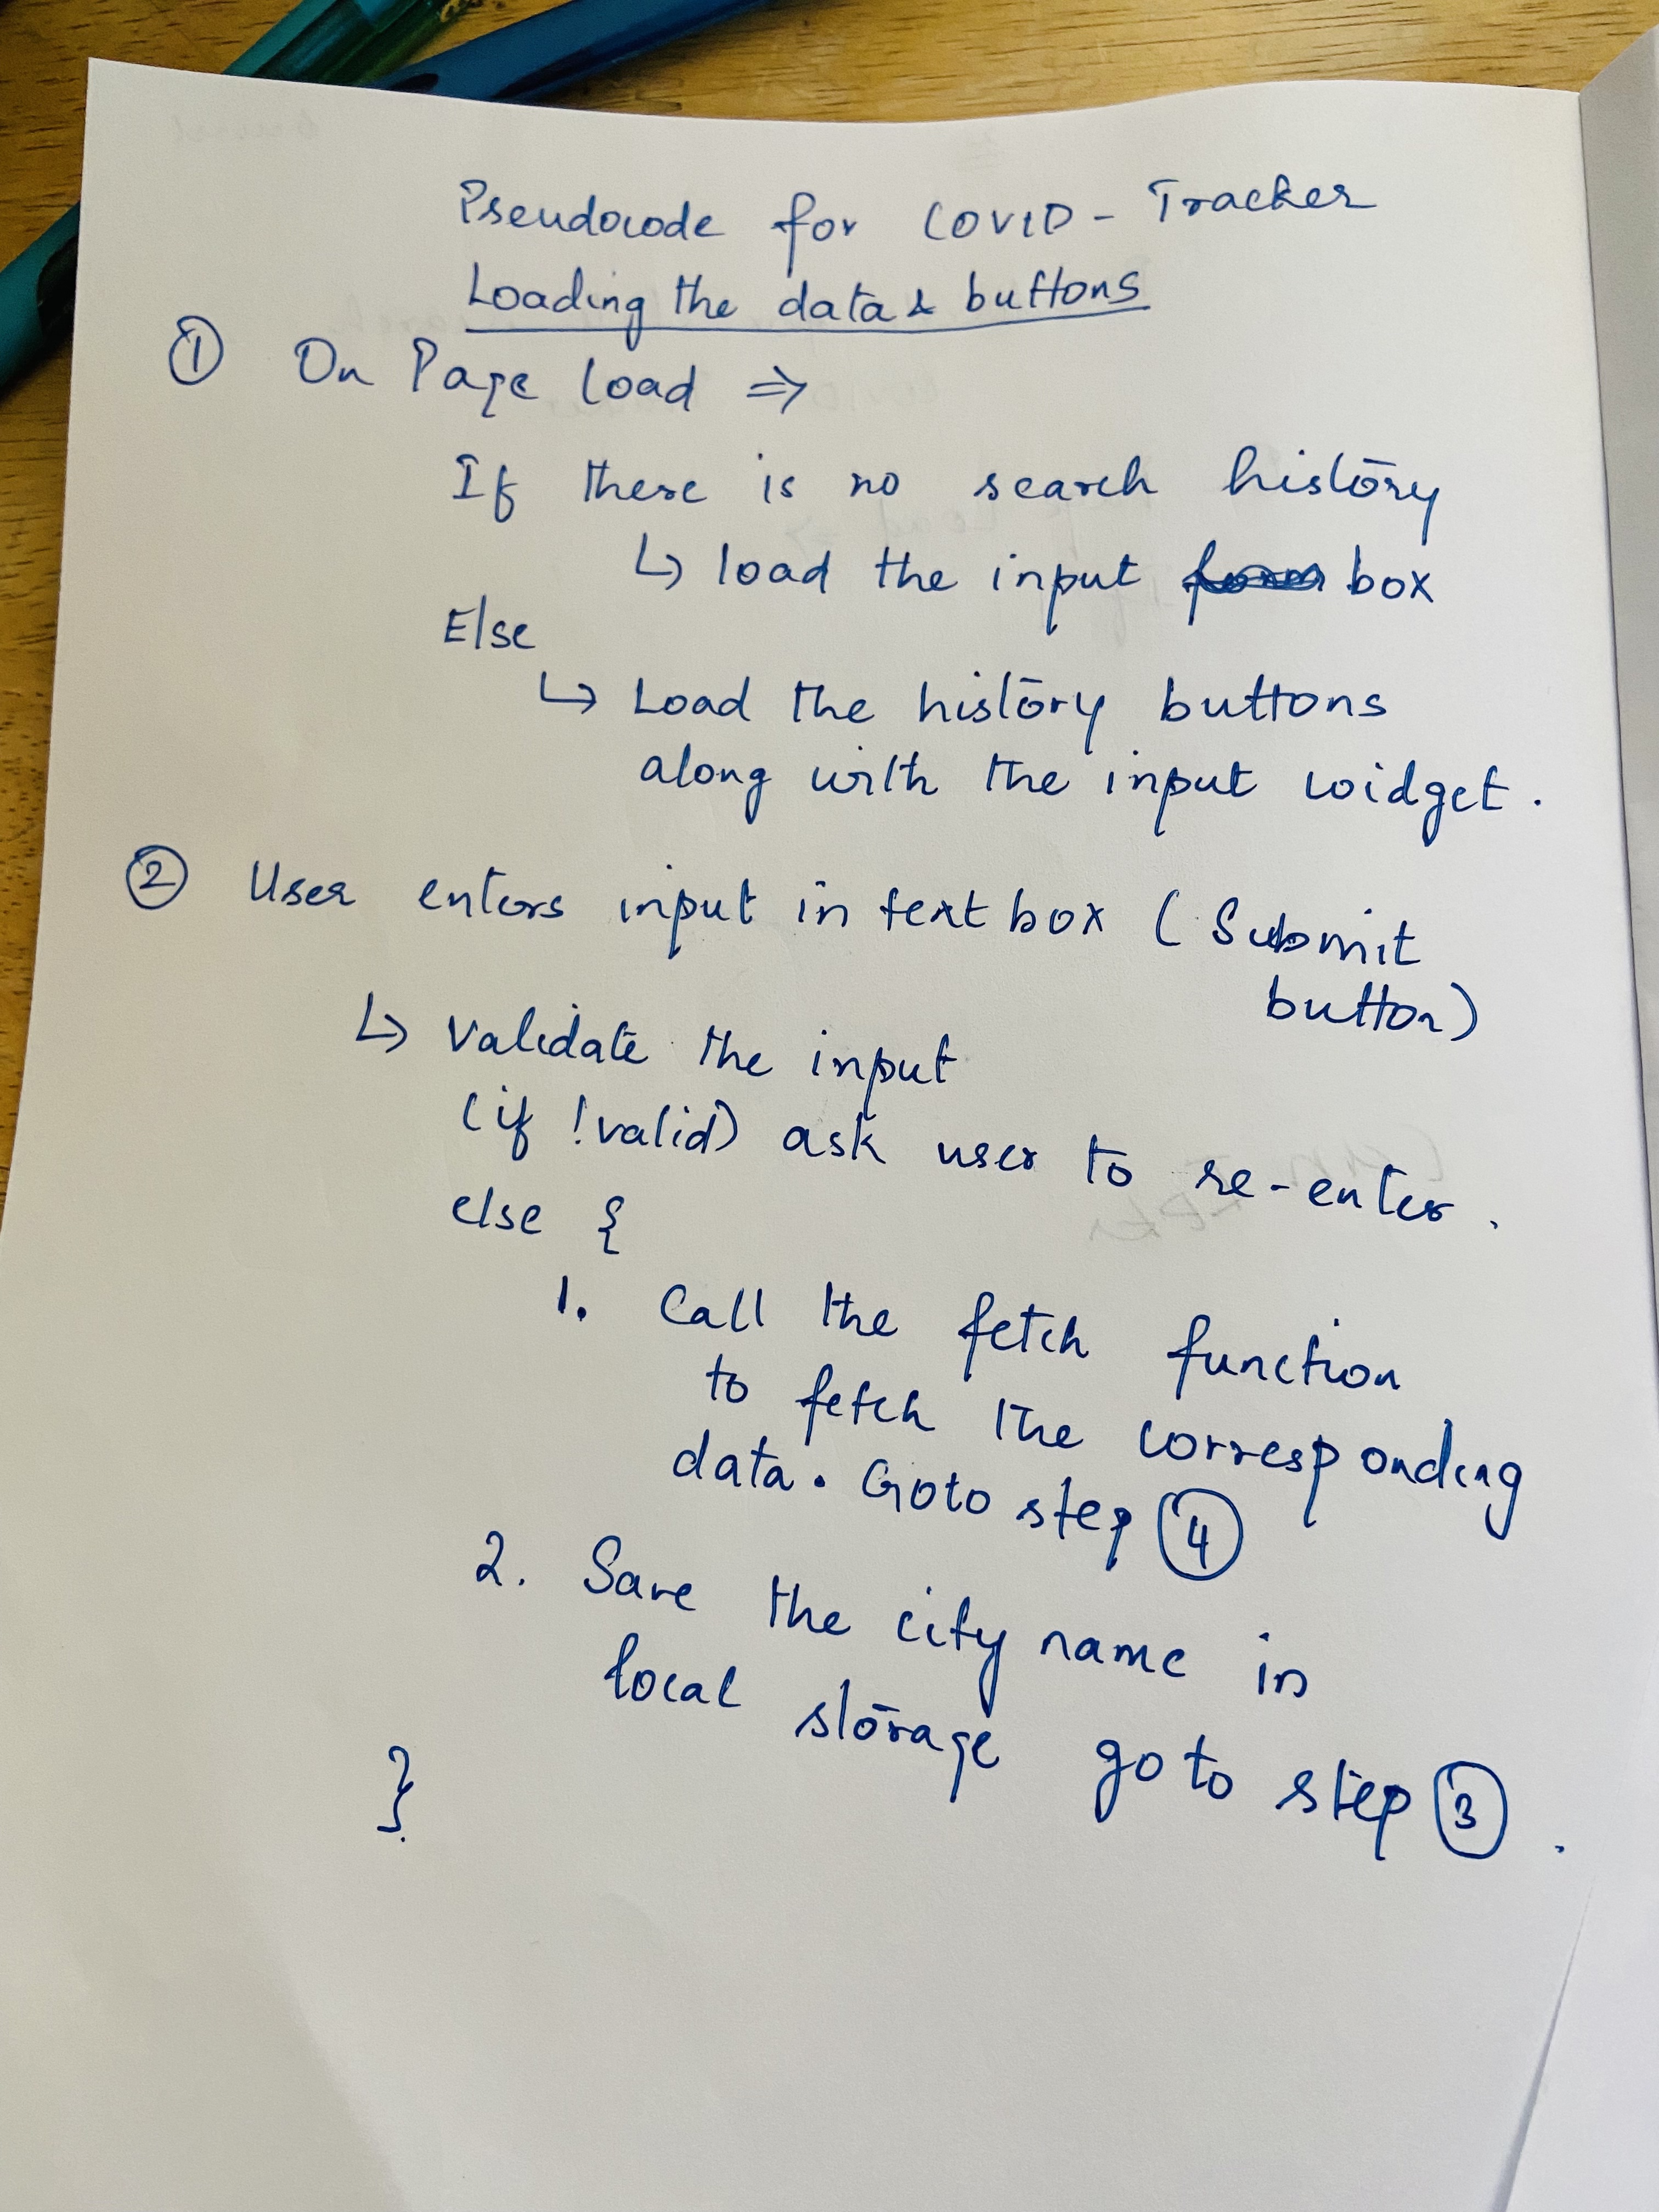 Pseudocode for COVID - Tracker
Loading the data & buttons
① On Page load ⇒
If there is no search history
↳ load the input box
Else
↳ Load the history buttons
along with the input widget.
② User enters input in text box (Submit
button)
↳ Validate the input
(if !valid) ask user to re-enter.
else {
1. Call the fetch function
to fetch the corresponding
data. Goto step ④
2. Save the city name in
local storage go to step ③.
}